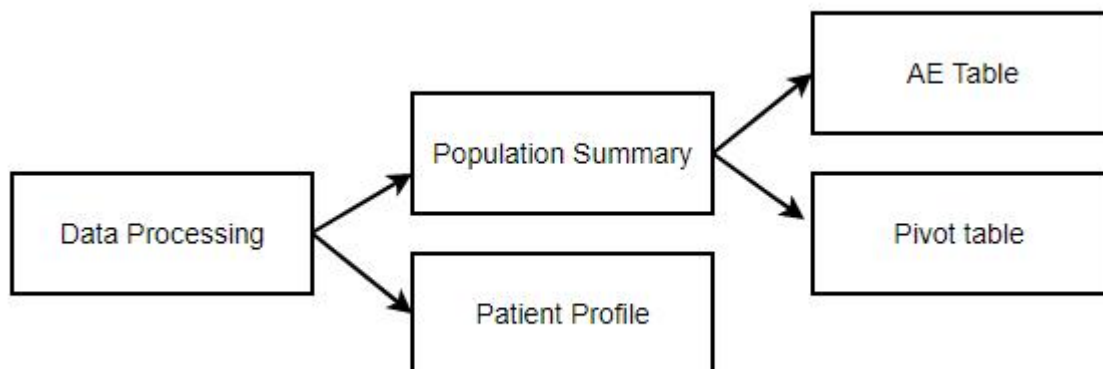 AE Table
Population Summary
Data Processing
Pivot table
Patient Profile